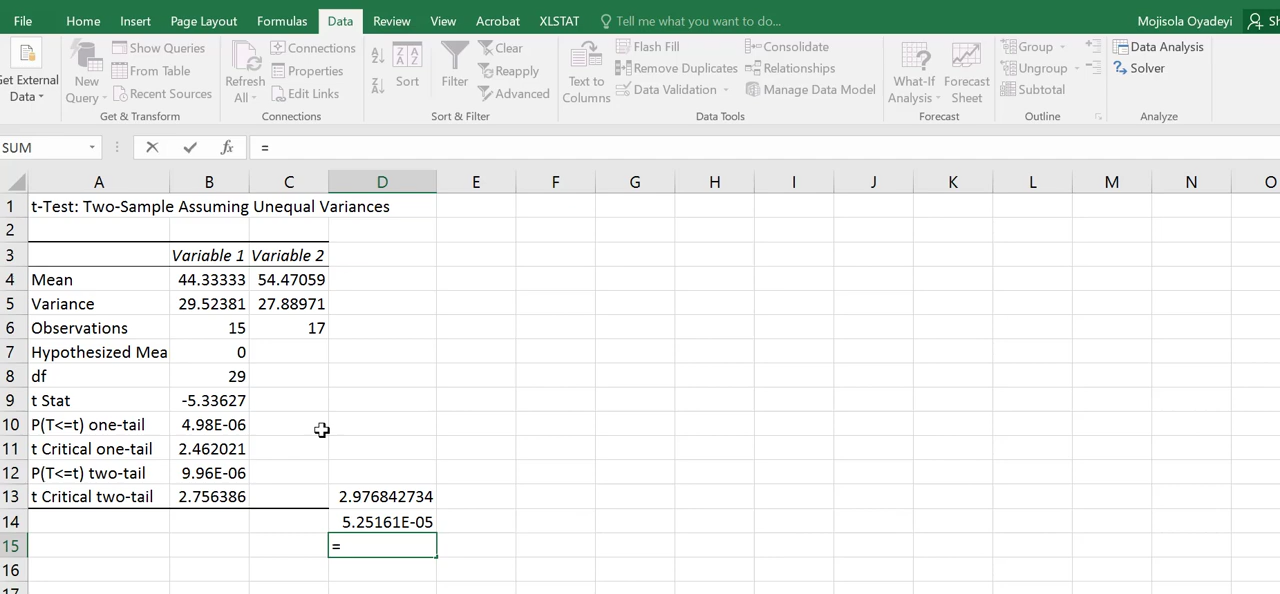 File Home Insert Page Layout Formulas Data Review View Acrobat XLSTAT Tell me what you want to do... Mojisola Oyadeyi
Get External Data
New Query
Show Queries
From Table
Recent Sources
Get & Transform
Refresh All
Connections
Properties
Edit Links
Connections
Sort
Filter
Clear
Reapply
Advanced
Sort & Filter
Text to Columns
Flash Fill
Remove Duplicates
Data Validation
Consolidate
Relationships
Manage Data Model
Data Tools
What-If Analysis
Forecast Sheet
Forecast
Group
Ungroup
Subtotal
Outline
Data Analysis
Solver
Analyze
SUM fx =
A B C D E F G H I J K L M N O
1 t-Test: Two-Sample Assuming Unequal Variances
2
3 Variable 1 Variable 2
4 Mean 44.33333 54.47059
5 Variance 29.52381 27.88971
6 Observations 15 17
7 Hypothesized Mea 0
8 df 29
9 t Stat -5.33627
10 P(T<=t) one-tail 4.98E-06
11 t Critical one-tail 2.462021
12 P(T<=t) two-tail 9.96E-06
13 t Critical two-tail 2.756386 2.976842734
14 5.25161E-05
15 =
16
17